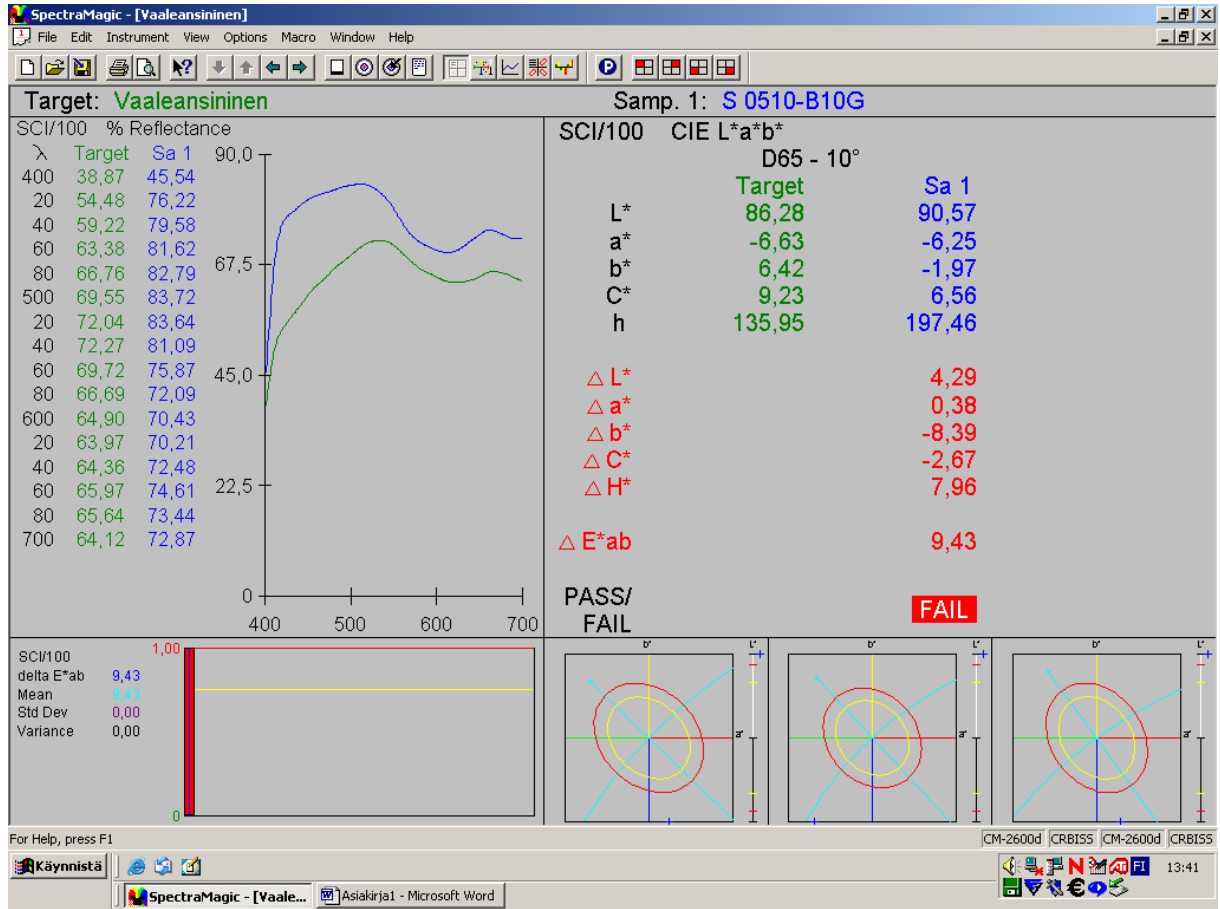 SpectraMagic - [Vaaleansininen]
File Edit Instrument View Options Macro Window Help
Target: Vaaleansininen Samp. 1: S 0510-B10G
SCI/100 % Reflectance
λ Target Sa 1
400 38,87 45,54
20 54,48 76,22
40 59,22 79,58
60 63,38 81,62
80 66,76 82,79
500 69,55 83,72
20 72,04 83,64
40 72,27 81,09
60 69,72 75,87
80 66,69 72,09
600 64,90 70,43
20 63,97 70,21
40 64,36 72,48
60 65,97 74,61
80 65,64 73,44
700 64,12 72,87
90,0
67,5
45,0
22,5
0
400 500 600 700
SCI/100 CIE L*a*b*
D65 - 10°
Target Sa 1
L* 86,28 90,57
a* -6,63 -6,25
b* 6,42 -1,97
C* 9,23 6,56
h 135,95 197,46
△ L* 4,29
△ a* 0,38
△ b* -8,39
△ C* -2,67
△ H* 7,96
△ E*ab 9,43
PASS/
FAIL FAIL
SCI/100
delta E*ab 9,43
Mean 9,43
Std Dev 0,00
Variance 0,00
1,00
0
b* L* b* L* b* L*
a* a* a*
For Help, press F1 CM-2600d CRBISS CM-2600d CRBISS
Käynnistä FI 13:41
SpectraMagic - [Vaale... Asiakirja1 - Microsoft Word